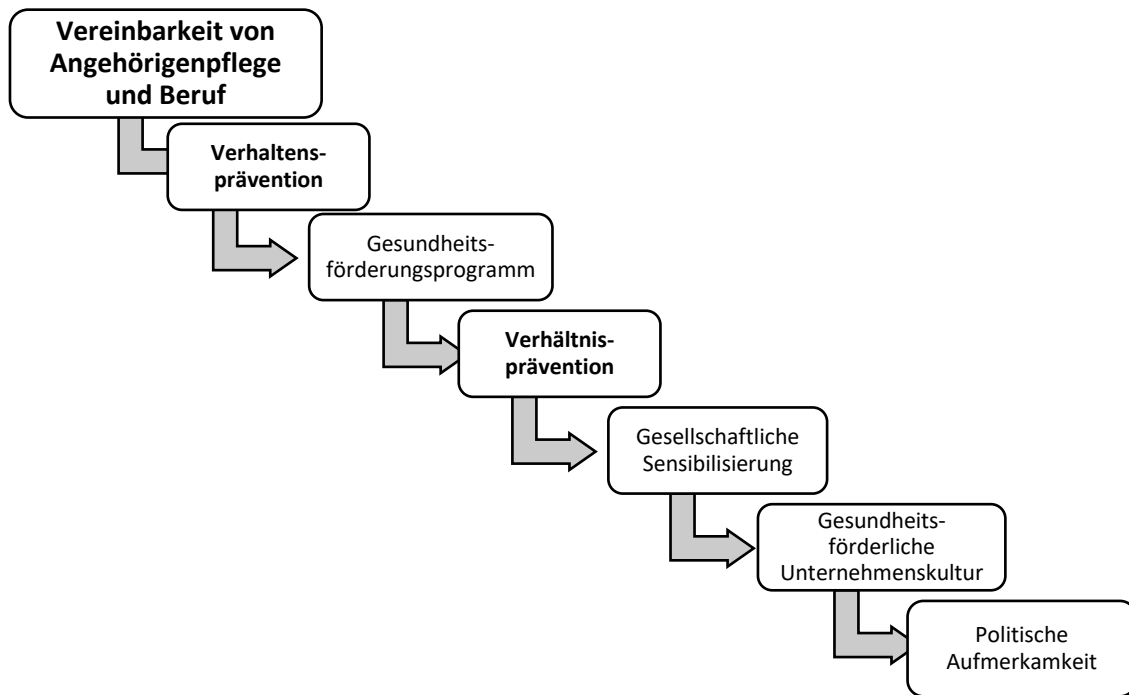 Vereinbarkeit von
Angehörigenpflege
und Beruf
Verhaltens-
prävention
Gesundheits-
förderungsprogramm
Verhältnis-
prävention
Gesellschaftliche
Sensibilisierung
Gesundheits-
förderliche
Unternehmenskultur
Politische
Aufmerkamkeit